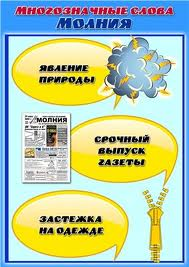 Многозначные слова
Молния
ЯВЛЕНИЕ
ПРИРОДЫ
МОЛНИЯ
СРОЧНЫЙ
ВЫПУСК
ГАЗЕТЫ
ЗАСТЕЖКА
НА ОДЕЖДЕ